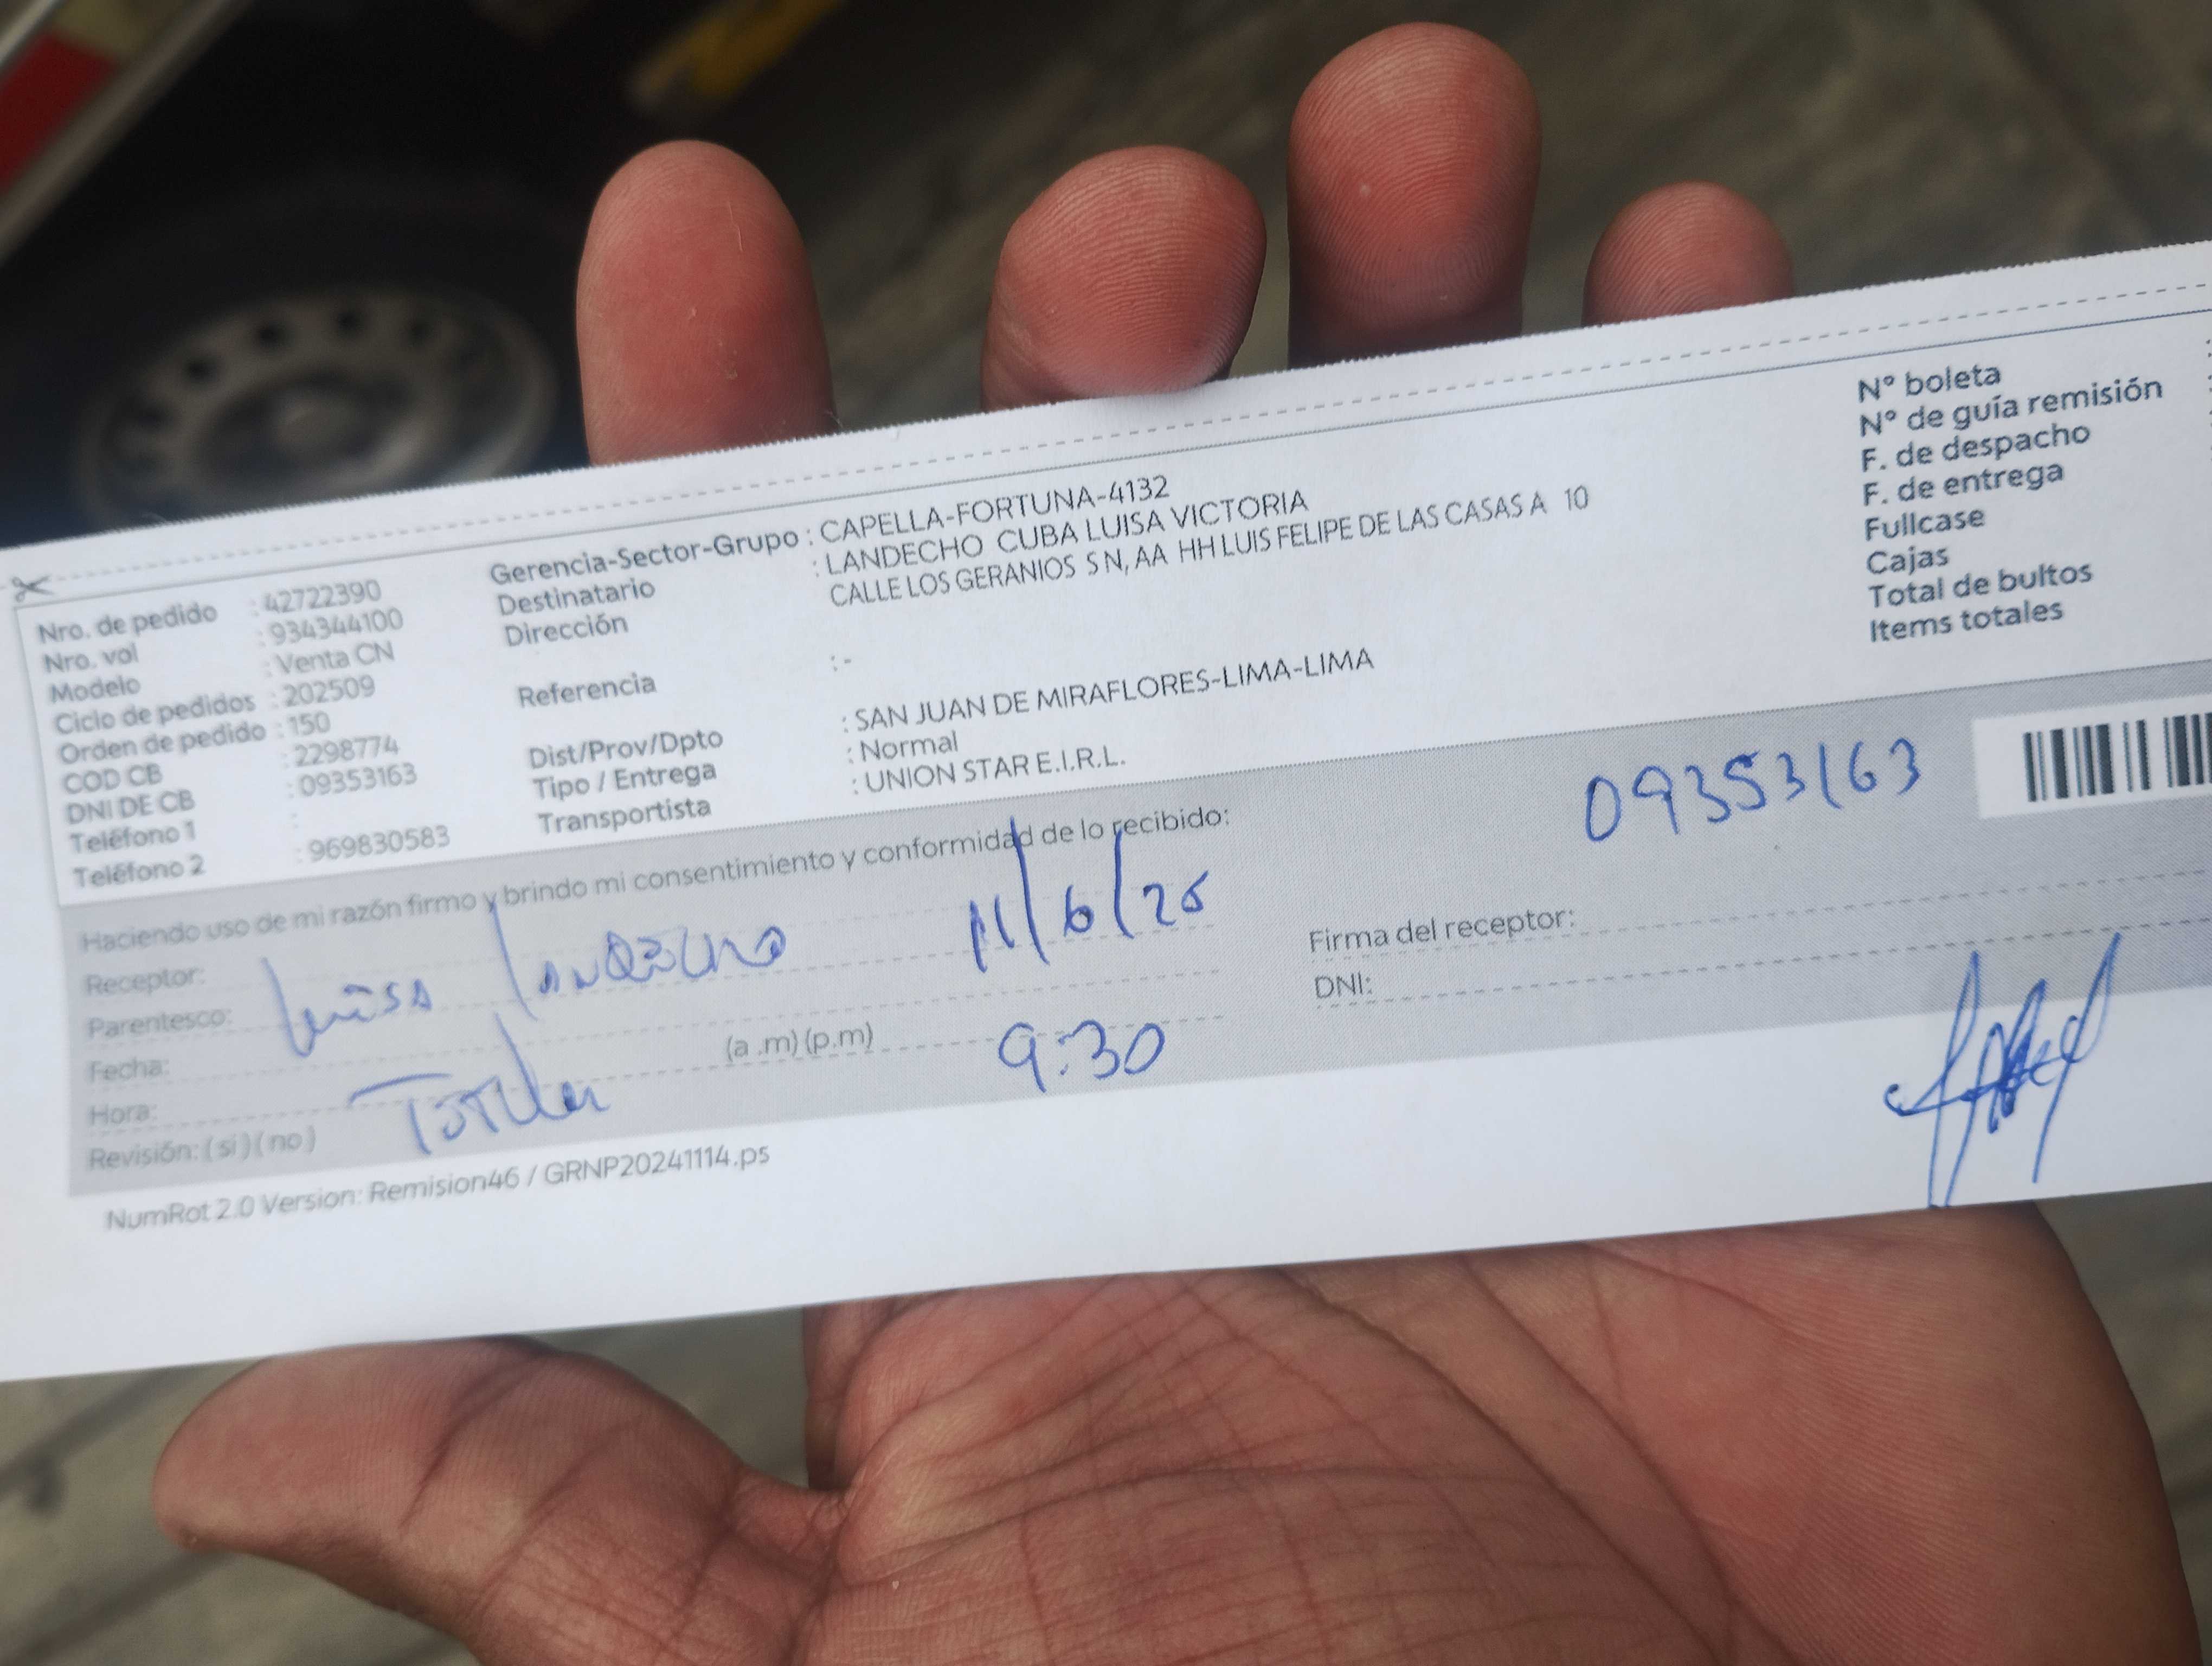 Nro. de pedido : 42722390
Nro. vol : 934344100
Modelo : Venta CN
Ciclo de pedidos : 202509
Orden de pedido : 150
COD CB : 2298774
DNI DE CB : 09353163
Teléfono 1 :
Teléfono 2 : 969830583
Gerencia-Sector-Grupo : CAPELLA-FORTUNA-4132
Destinatario : LANDECHO CUBA LUISA VICTORIA
Dirección CALLE LOS GERANIOS S N, AA HH LUIS FELIPE DE LAS CASAS A 10
Referencia : -
Dist/Prov/Dpto : SAN JUAN DE MIRAFLORES-LIMA-LIMA
Tipo / Entrega : Normal
Transportista : UNION STAR E.I.R.L.
N° boleta
N° de guía remisión :
F. de despacho
F. de entrega
Fullcase
Cajas
Total de bultos
Items totales
Haciendo uso de mi razón firmo y brindo mi consentimiento y conformidad de lo recibido:
09353163
Receptor: Luisa Landecho 11/6/25
Parentesco:
Fecha:
Hora: Titular (a .m) (p.m) 9:30
Revisión: ( si ) ( no )
Firma del receptor:
DNI:
NumRot 2.0 Version: Remision46 / GRNP20241114.ps